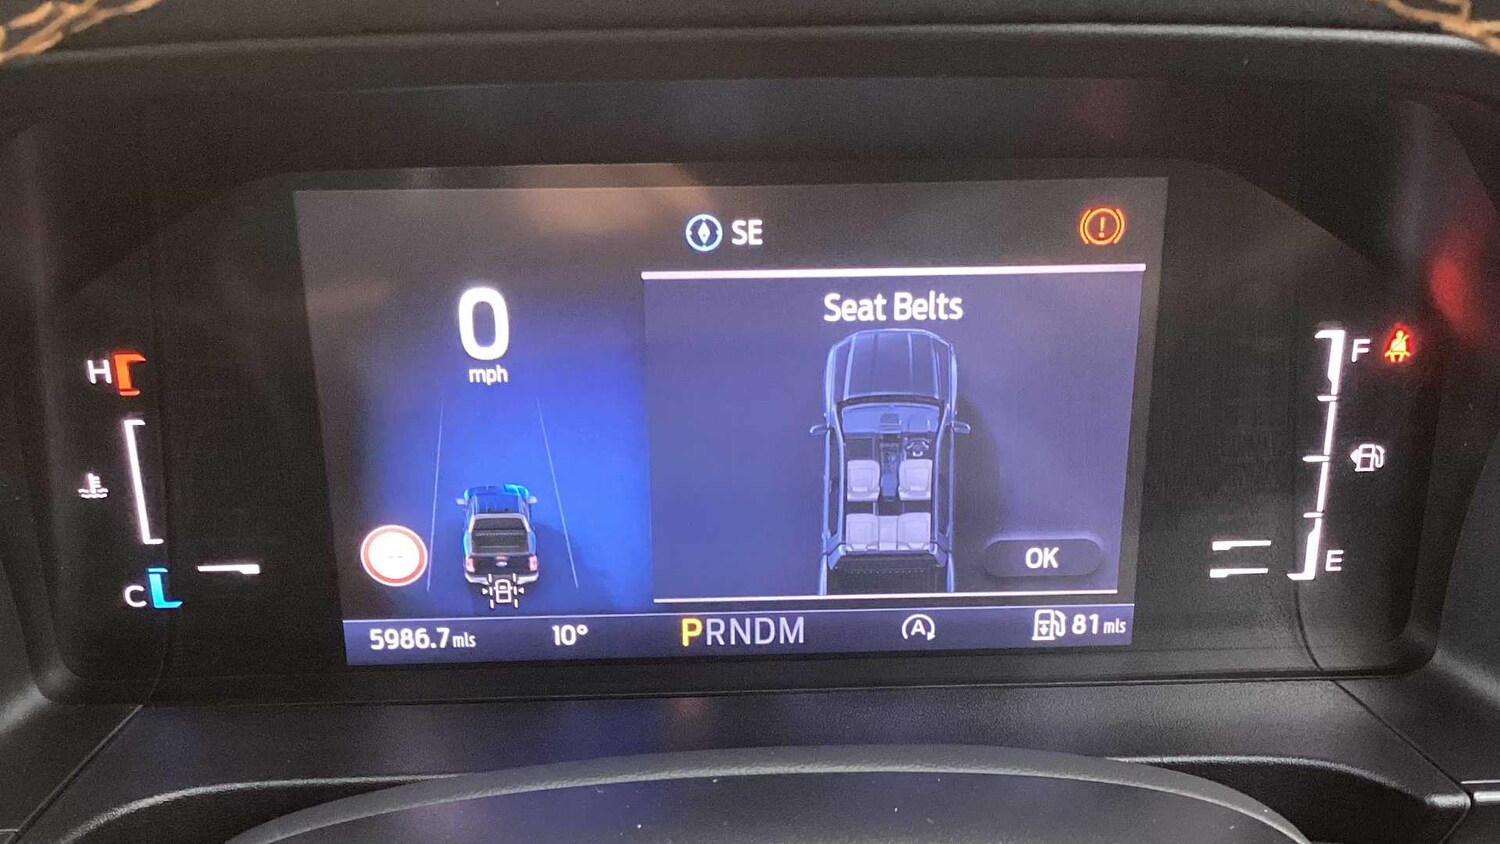 SE
0
mph
Seat Belts
H
C
F
E
OK
5986.7 mls
10°
PRNDM
A
81 mls